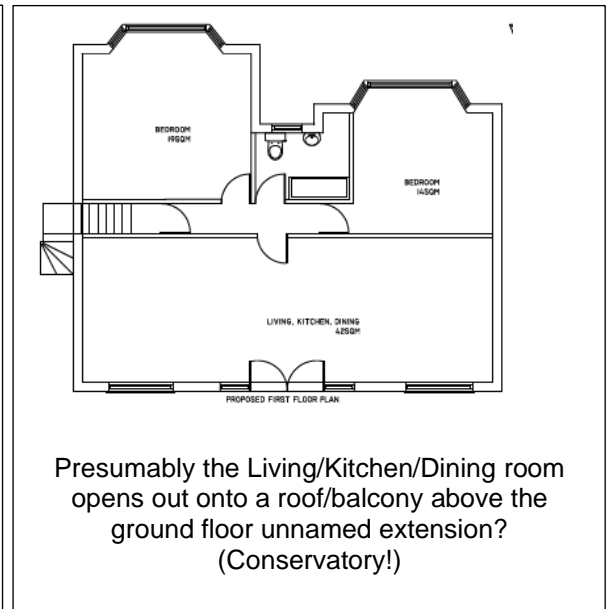 BEDROOM
19SQM
BEDROOM
14SQM
LIVING, KITCHEN, DINING
42SQM
PROPOSED FIRST FLOOR PLAN
Presumably the Living/Kitchen/Dining room
opens out onto a roof/balcony above the
ground floor unnamed extension?
(Conservatory!)